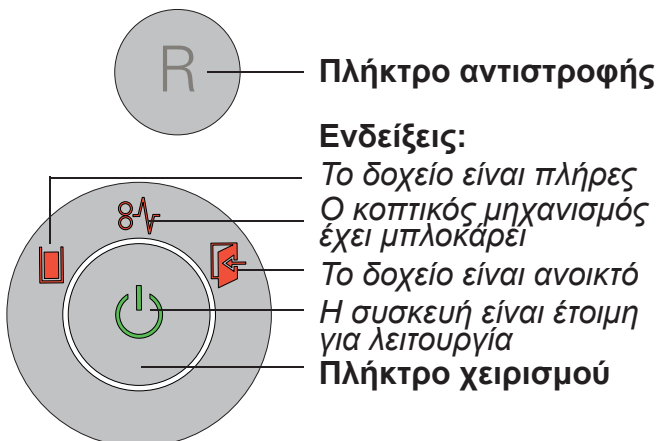 R
Πλήκτρο αντιστροφής
Ενδείξεις:
Το δοχείο είναι πλήρες
Ο κοπτικός μηχανισμός
έχει μπλοκάρει
Το δοχείο είναι ανοικτό
Η συσκευή είναι έτοιμη
για λειτουργία
Πλήκτρο χειρισμού